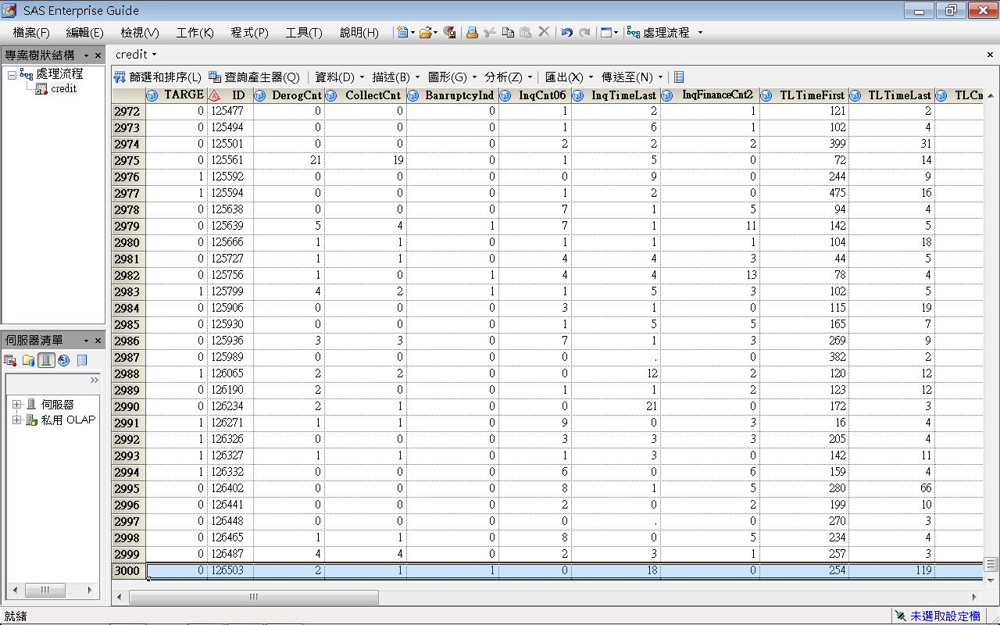 SAS Enterprise Guide
檔案(F) 編輯(E) 檢視(V) 工作(K) 程式(P) 工具(T) 說明(H) 處理流程
專案樹狀結構
處理流程
credit
credit
篩選和排序(L) 查詢產生器(Q) 資料(D) 描述(B) 圖形(G) 分析(Z) 匯出(X) 傳送至(N)
TARGE ID DerogCnt CollectCnt BanruptcyInd InqCnt06 InqTimeLast InqFinanceCnt2 TLTimeFirst TLTimeLast TLCn
2972 0 125477 0 0 0 1 2 1 121 2
2973 0 125494 0 0 0 1 6 1 102 4
2974 0 125501 0 0 0 2 2 2 399 31
2975 0 125561 21 19 0 1 5 0 72 14
2976 1 125592 0 0 0 0 9 0 244 9
2977 1 125594 0 0 0 1 2 0 475 16
2978 0 125638 0 0 0 7 1 5 94 4
2979 0 125639 5 4 1 7 1 11 142 5
2980 0 125666 1 1 0 1 1 1 104 18
2981 0 125727 1 1 0 4 4 3 44 5
2982 0 125756 1 0 1 4 4 13 78 4
2983 1 125799 4 2 1 1 5 3 102 5
2984 0 125906 0 0 0 3 1 0 115 19
2985 0 125930 0 0 0 1 5 5 165 7
2986 0 125936 3 3 0 7 1 3 269 9
2987 0 125989 0 0 0 0 . 0 382 2
2988 1 126065 2 2 0 0 12 2 120 12
2989 0 126190 2 0 0 1 1 2 123 12
2990 0 126234 2 1 0 0 21 0 172 3
2991 1 126271 1 1 0 9 0 3 16 4
2992 1 126326 0 0 0 3 3 3 205 4
2993 1 126327 1 1 0 1 3 0 142 11
2994 1 126332 0 0 0 6 0 6 159 4
2995 0 126402 0 0 0 8 1 5 280 66
2996 0 126441 0 0 0 2 0 2 199 10
2997 0 126448 0 0 0 0 . 0 270 3
2998 0 126465 1 1 0 8 0 5 234 4
2999 0 126487 4 4 0 2 3 1 257 3
3000 0 126503 2 1 1 0 18 0 254 119
伺服器清單
伺服器
私用 OLAP
就緒
未選取設定檔